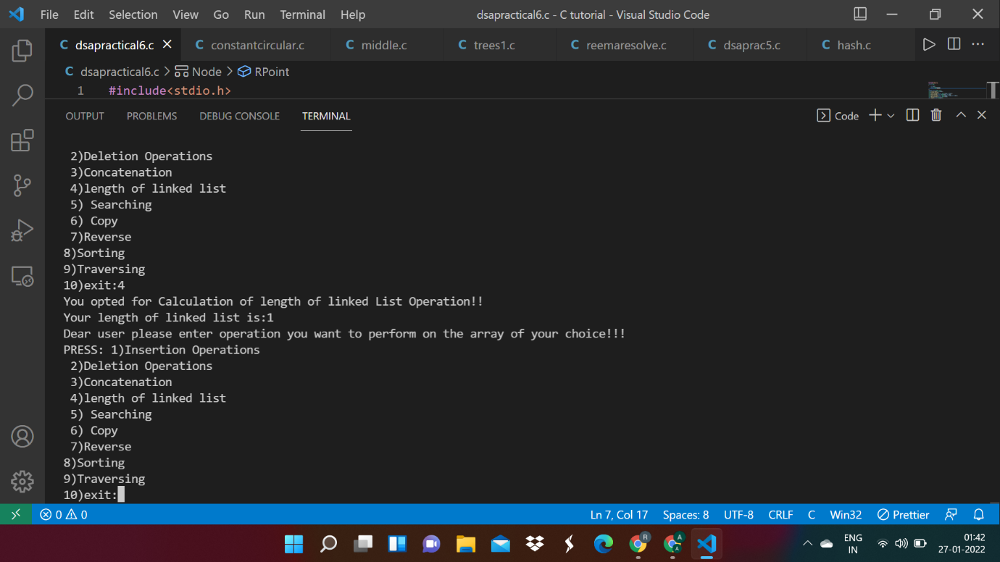 File Edit Selection View Go Run Terminal Help dsapractical6.c - C tutorial - Visual Studio Code
C dsapractical6.c C constantcircular.c C middle.c C trees1.c C reemaresolve.c C dsaprac5.c C hash.c
C dsapractical6.c > Node > RPoint
1 #include<stdio.h>
OUTPUT PROBLEMS DEBUG CONSOLE TERMINAL Code
2)Deletion Operations
3)Concatenation
4)length of linked list
5) Searching
6) Copy
7)Reverse
8)Sorting
9)Traversing
10)exit:4
You opted for Calculation of length of linked List Operation!!
Your length of linked list is:1
Dear user please enter operation you want to perform on the array of your choice!!!
PRESS: 1)Insertion Operations
2)Deletion Operations
3)Concatenation
4)length of linked list
5) Searching
6) Copy
7)Reverse
8)Sorting
9)Traversing
10)exit:
0 0 Ln 7, Col 17 Spaces: 8 UTF-8 CRLF C Win32 Prettier
R A A ENG 01:42
IN 27-01-2022